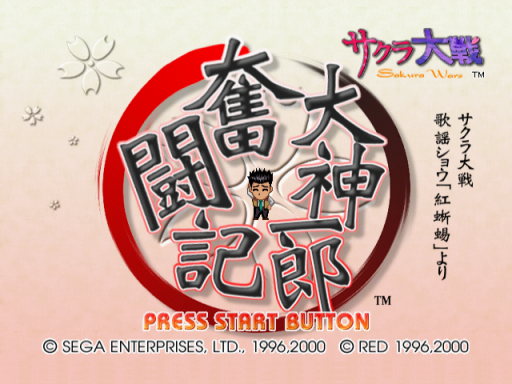 サクラ大戦
Sakura Wars TM
大神一郎
奮闘記
TM
サクラ大戦
歌謡ショウ「紅蜥蜴」より
PRESS START BUTTON
© SEGA ENTERPRISES, LTD., 1996,2000 © RED 1996,2000